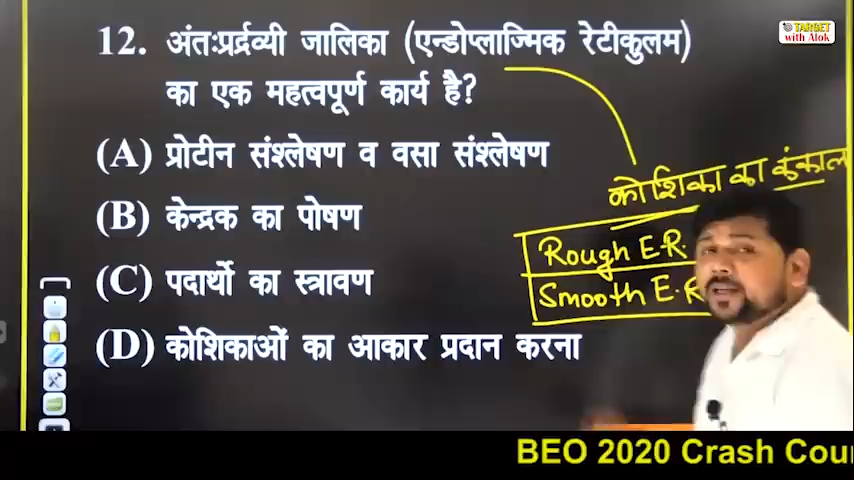 TARGET
with Alok
12. अंतःप्रर्द्रव्यी जालिका (एन्डोप्लाज्मिक रेटीकुलम)
का एक महत्वपूर्ण कार्य है?
(A) प्रोटीन संश्लेषण व वसा संश्लेषण
(B) केन्द्रक का पोषण
(C) पदार्थो का स्त्रावण
(D) कोशिकाओं का आकार प्रदान करना
कोशिका का कंकाल
Rough E.R.
Smooth E.R
BEO 2020 Crash Cour